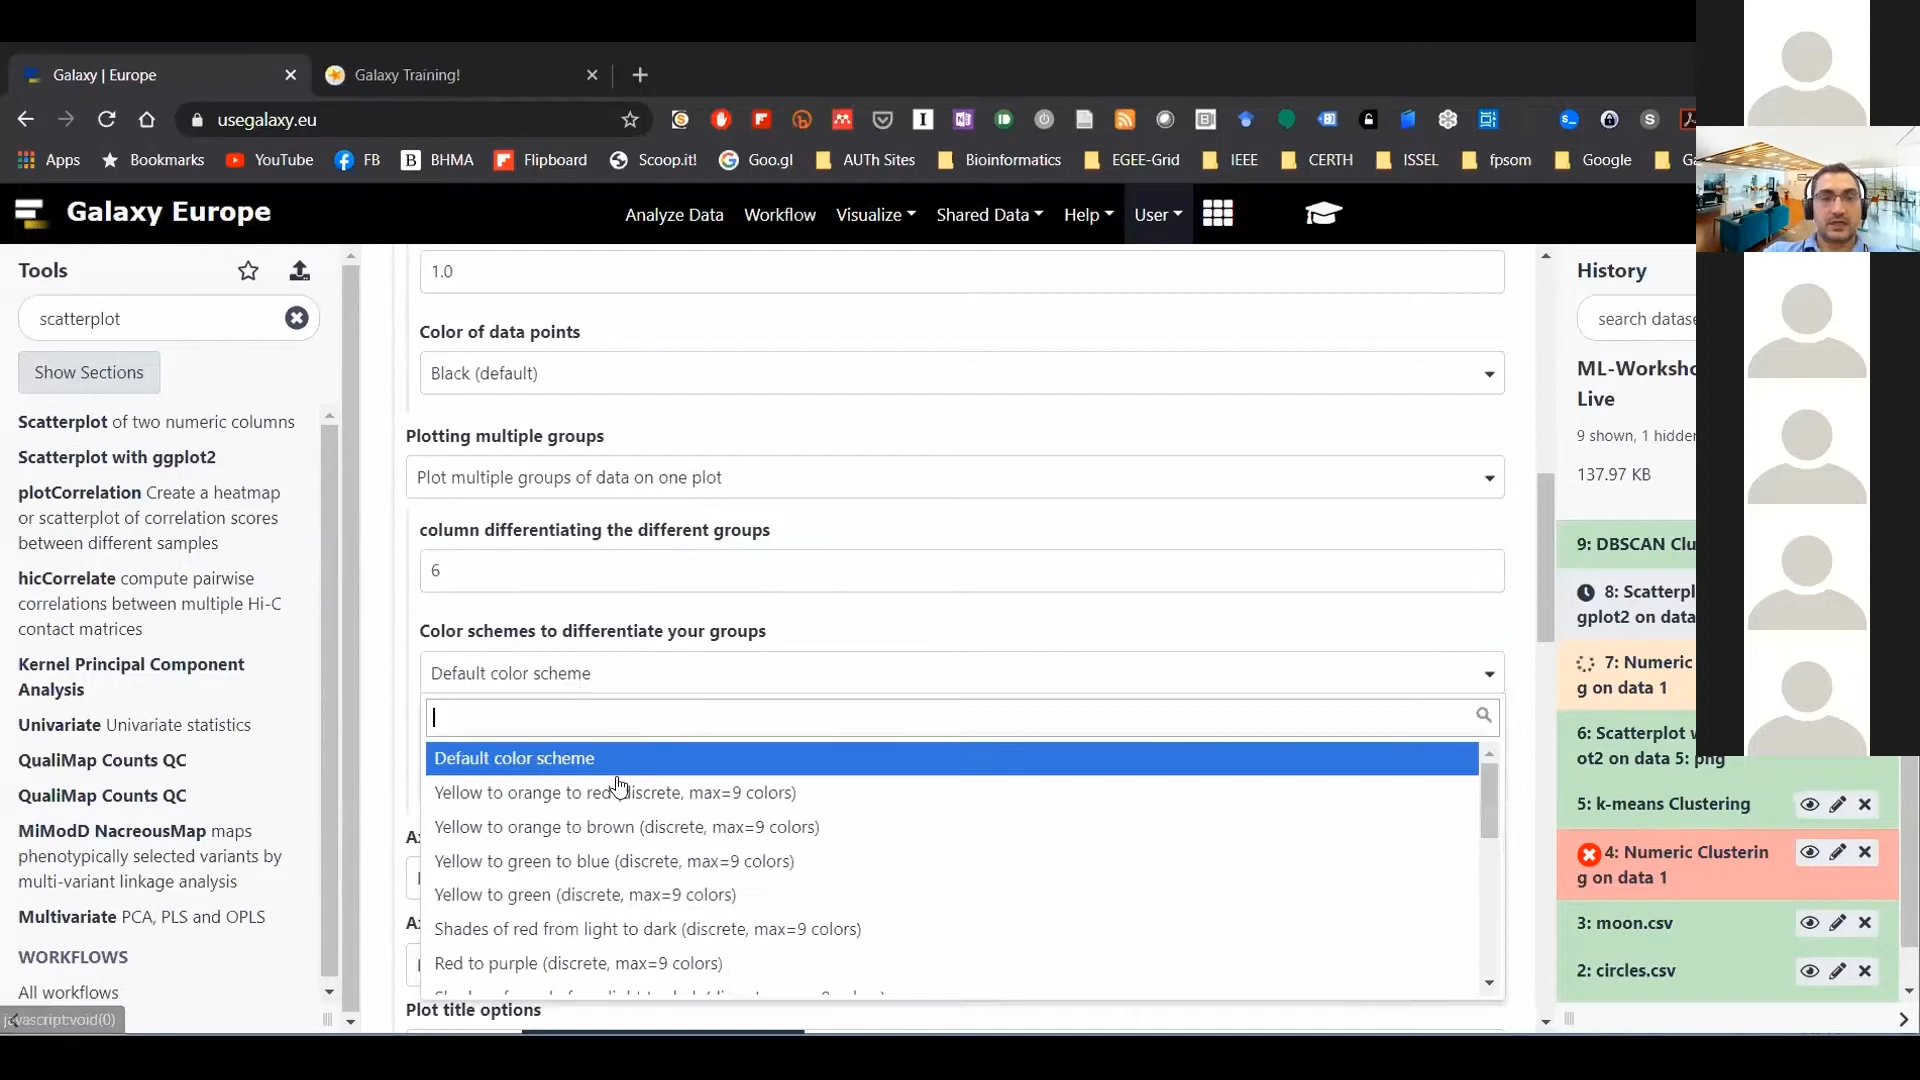 Galaxy | Europe
Galaxy Training!
usegalaxy.eu
Apps
Bookmarks
YouTube
FB
BHMA
Flipboard
Scoop.it!
Goo.gl
AUTh Sites
Bioinformatics
EGEE-Grid
IEEE
CERTH
ISSEL
fpsom
Google
Galaxy Europe
Analyze Data
Workflow
Visualize
Shared Data
Help
User
Tools
scatterplot
Show Sections
Scatterplot of two numeric columns
Scatterplot with ggplot2
plotCorrelation Create a heatmap
or scatterplot of correlation scores
between different samples
hicCorrelate compute pairwise
correlations between multiple Hi-C
contact matrices
Kernel Principal Component
Analysis
Univariate Univariate statistics
QualiMap Counts QC
QualiMap Counts QC
MiModD NacreousMap maps
phenotypically selected variants by
multi-variant linkage analysis
Multivariate PCA, PLS and OPLS
WORKFLOWS
All workflows
javascript:void(0)
1.0
Color of data points
Black (default)
Plotting multiple groups
Plot multiple groups of data on one plot
column differentiating the different groups
6
Color schemes to differentiate your groups
Default color scheme
Default color scheme
Yellow to orange to red (discrete, max=9 colors)
Yellow to orange to brown (discrete, max=9 colors)
Yellow to green to blue (discrete, max=9 colors)
Yellow to green (discrete, max=9 colors)
Shades of red from light to dark (discrete, max=9 colors)
Red to purple (discrete, max=9 colors)
Plot title options
History
search datase
ML-Worksho
Live
9 shown, 1 hidden
137.97 KB
9: DBSCAN Clu
8: Scatterpl
gplot2 on data
7: Numeric
g on data 1
6: Scatterplot w
ot2 on data 5: png
5: k-means Clustering
4: Numeric Clusterin
g on data 1
3: moon.csv
2: circles.csv